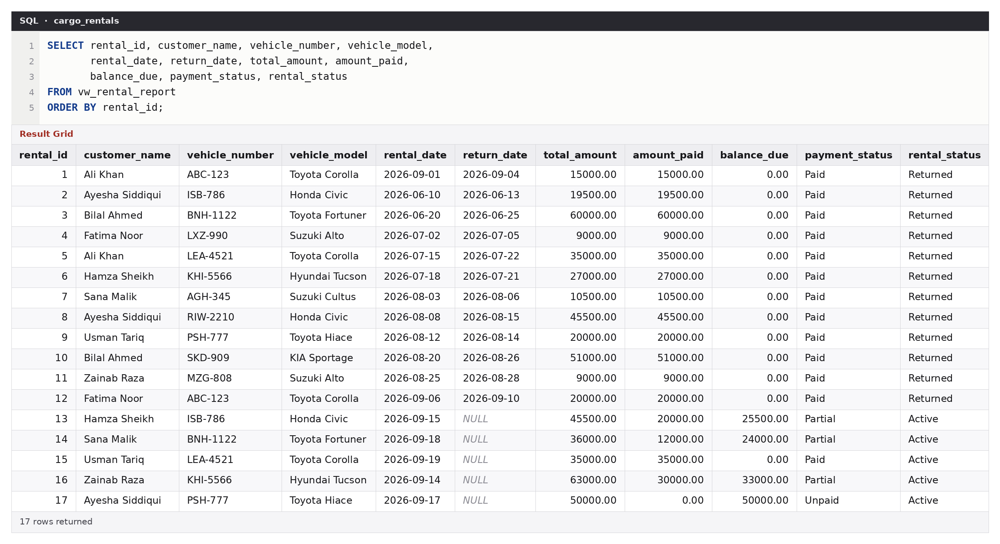 SQL · cargo_rentals
1 SELECT rental_id, customer_name, vehicle_number, vehicle_model,
2 rental_date, return_date, total_amount, amount_paid,
3 balance_due, payment_status, rental_status
4 FROM vw_rental_report
5 ORDER BY rental_id;
Result Grid
rental_id customer_name vehicle_number vehicle_model rental_date return_date total_amount amount_paid balance_due payment_status rental_status
1 Ali Khan ABC-123 Toyota Corolla 2026-09-01 2026-09-04 15000.00 15000.00 0.00 Paid Returned
2 Ayesha Siddiqui ISB-786 Honda Civic 2026-06-10 2026-06-13 19500.00 19500.00 0.00 Paid Returned
3 Bilal Ahmed BNH-1122 Toyota Fortuner 2026-06-20 2026-06-25 60000.00 60000.00 0.00 Paid Returned
4 Fatima Noor LXZ-990 Suzuki Alto 2026-07-02 2026-07-05 9000.00 9000.00 0.00 Paid Returned
5 Ali Khan LEA-4521 Toyota Corolla 2026-07-15 2026-07-22 35000.00 35000.00 0.00 Paid Returned
6 Hamza Sheikh KHI-5566 Hyundai Tucson 2026-07-18 2026-07-21 27000.00 27000.00 0.00 Paid Returned
7 Sana Malik AGH-345 Suzuki Cultus 2026-08-03 2026-08-06 10500.00 10500.00 0.00 Paid Returned
8 Ayesha Siddiqui RIW-2210 Honda Civic 2026-08-08 2026-08-15 45500.00 45500.00 0.00 Paid Returned
9 Usman Tariq PSH-777 Toyota Hiace 2026-08-12 2026-08-14 20000.00 20000.00 0.00 Paid Returned
10 Bilal Ahmed SKD-909 KIA Sportage 2026-08-20 2026-08-26 51000.00 51000.00 0.00 Paid Returned
11 Zainab Raza MZG-808 Suzuki Alto 2026-08-25 2026-08-28 9000.00 9000.00 0.00 Paid Returned
12 Fatima Noor ABC-123 Toyota Corolla 2026-09-06 2026-09-10 20000.00 20000.00 0.00 Paid Returned
13 Hamza Sheikh ISB-786 Honda Civic 2026-09-15 NULL 45500.00 20000.00 25500.00 Partial Active
14 Sana Malik BNH-1122 Toyota Fortuner 2026-09-18 NULL 36000.00 12000.00 24000.00 Partial Active
15 Usman Tariq LEA-4521 Toyota Corolla 2026-09-19 NULL 35000.00 35000.00 0.00 Paid Active
16 Zainab Raza KHI-5566 Hyundai Tucson 2026-09-14 NULL 63000.00 30000.00 33000.00 Partial Active
17 Ayesha Siddiqui PSH-777 Toyota Hiace 2026-09-17 NULL 50000.00 0.00 50000.00 Unpaid Active
17 rows returned